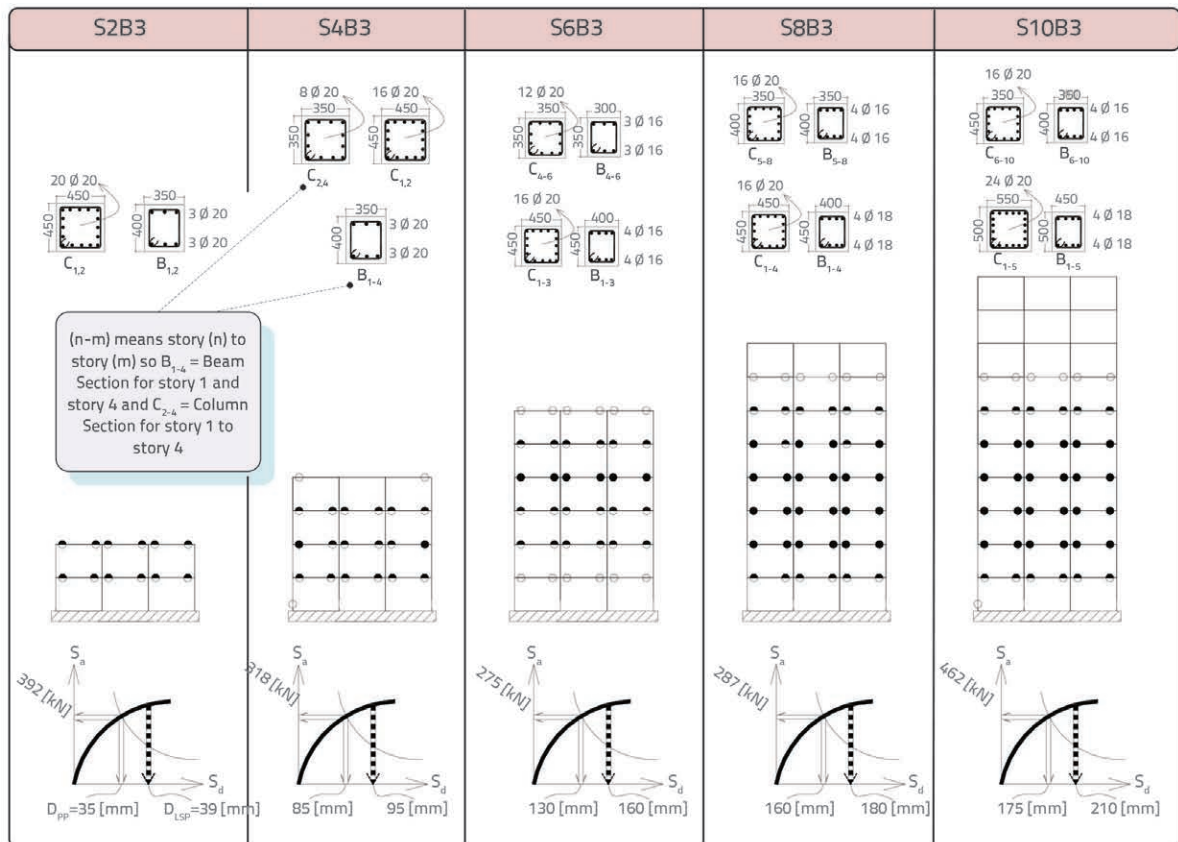 S2B3
S4B3
S6B3
S8B3
S10B3
20 Ø 20
450
450
C1,2
350
400
3 Ø 20
3 Ø 20
B1,2
8 Ø 20
350
350
C2,4
16 Ø 20
450
450
C1,2
350
400
3 Ø 20
3 Ø 20
B1-4
12 Ø 20
350
350
C4-6
300
3 Ø 16
3 Ø 16
B4-6
16 Ø 20
450
450
C1-3
400
450
4 Ø 16
4 Ø 16
B1-3
16 Ø 20
350
400
C5-8
350
400
4 Ø 16
4 Ø 16
B5-8
16 Ø 20
450
450
C1-4
400
450
4 Ø 18
4 Ø 18
B1-4
16 Ø 20
350
450
C6-10
400
4 Ø 16
4 Ø 16
B6-10
24 Ø 20
550
500
C1-5
450
500
4 Ø 18
4 Ø 18
B1-5
(n-m) means story (n) to
story (m) so B1-4 = Beam
Section for story 1 and
story 4 and C2-4 = Column
Section for story 1 to
story 4
Sa
392 [kN]
Sd
DPP=35 [mm]
DLSP=39 [mm]
Sa
318 [kN]
Sd
85 [mm]
95 [mm]
Sa
275 [kN]
Sd
130 [mm]
160 [mm]
Sa
287 [kN]
Sd
160 [mm]
180 [mm]
Sa
462 [kN]
Sd
175 [mm]
210 [mm]